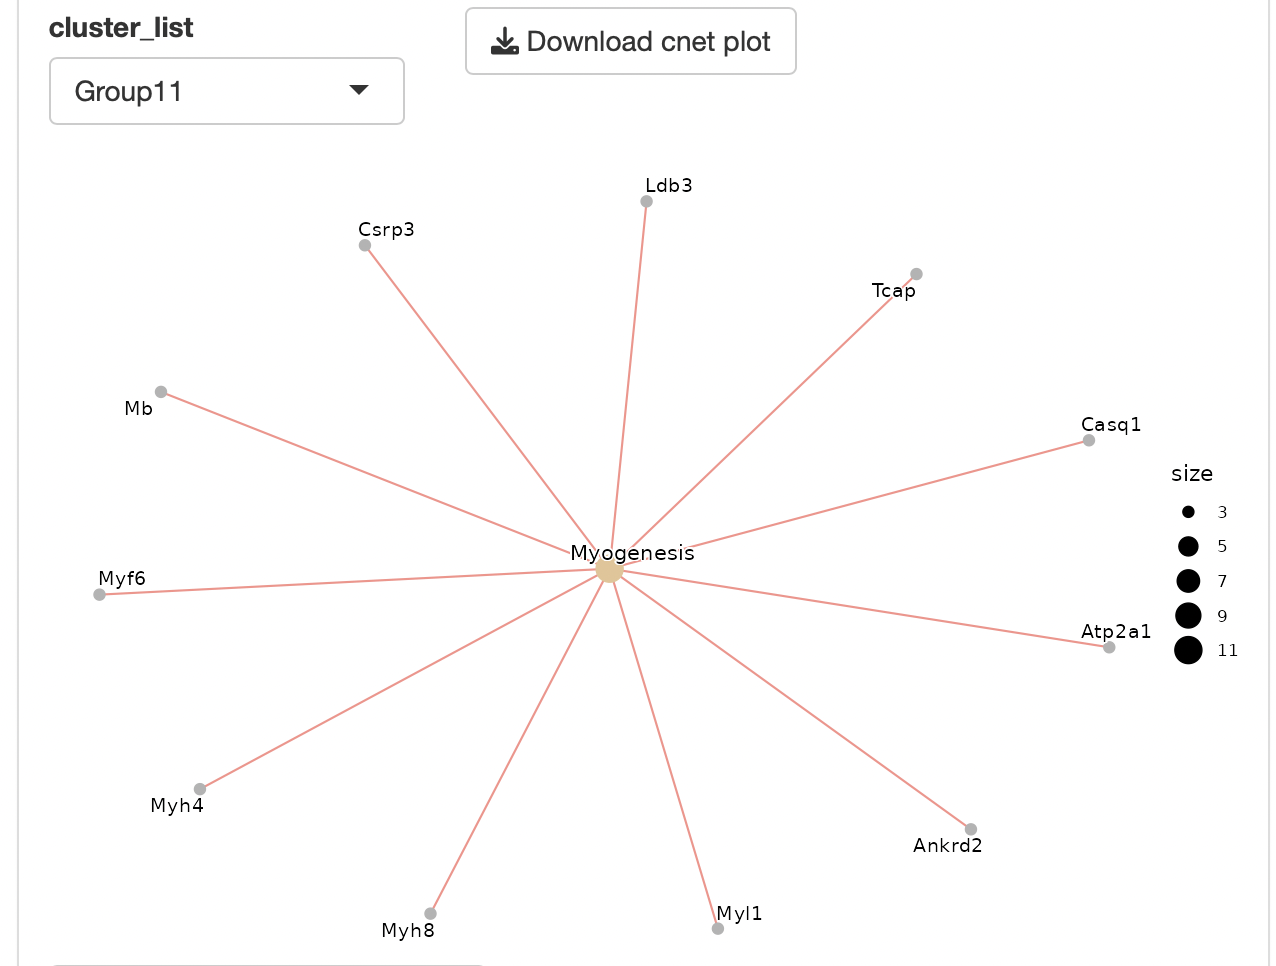 cluster_list
Download cnet plot
Group11
Ldb3
Csrp3
Tcap
Mb
Casq1
size
3
Myogenesis
5
Myf6
7
9
Atp2a1
11
Myh4
Ankrd2
Myl1
Myh8